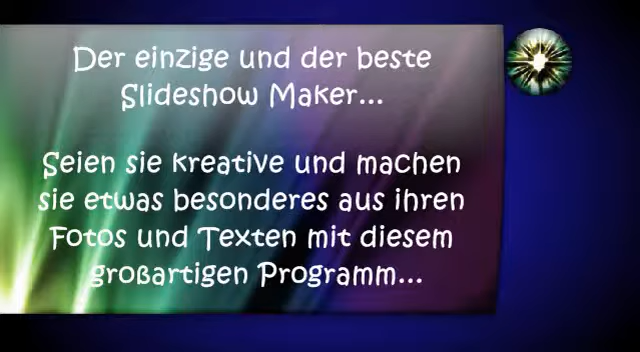 Der einzige und der beste
Slideshow Maker...
Seien sie kreative und machen
sie etwas besonderes aus ihren
Fotos und Texten mit diesem
großartigen Programm...